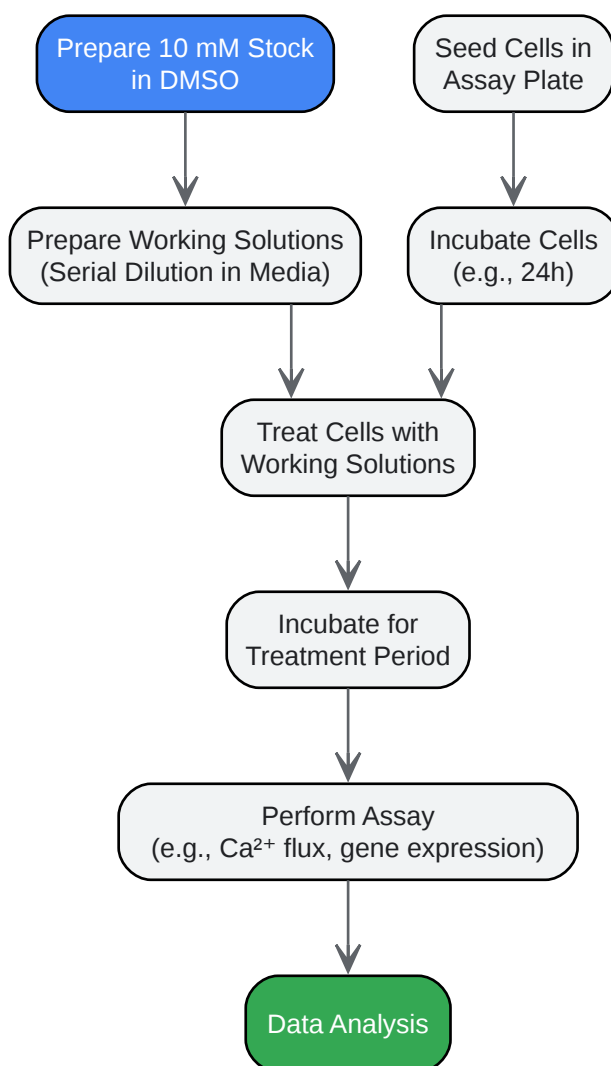 Prepare 10 mM Stock
in DMSO
Seed Cells in
Assay Plate
Prepare Working Solutions
(Serial Dilution in Media)
Incubate Cells
(e.g., 24h)
Treat Cells with
Working Solutions
Incubate for
Treatment Period
Perform Assay
(e.g., Ca²⁺ flux, gene expression)
Data Analysis